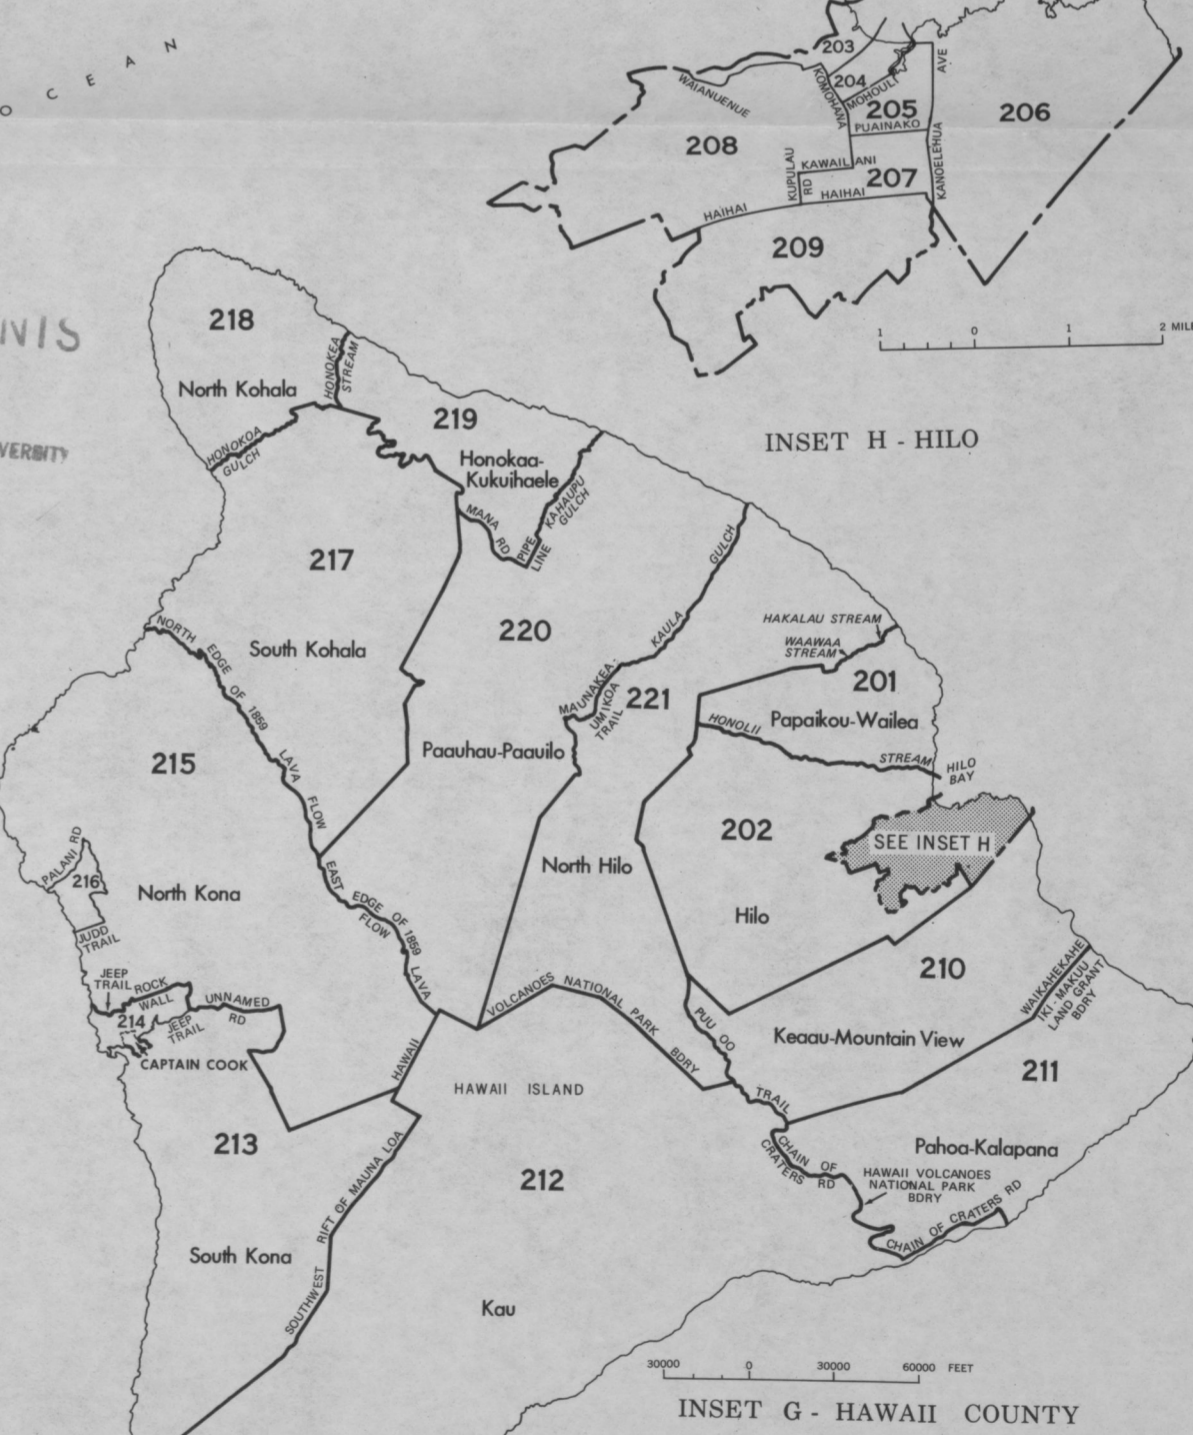 OCEAN
203
204
205
206
207
208
209
WAIANUENUE
KOMOHANA
MOHOULI
AVE
PUAINAKO
KANOELEHUA
KUPULAU
RD
KAWAILANI
HAIHAI
HAIHAI
1 0 1 2 MIL
INSET H - HILO
NTS
VERSITY
218
North Kohala
HONOKEA
STREAM
HONOKOA
GULCH
219
Honokaa-
Kukuihaele
MANA RD
PIPE
LINE
KAHAUPU
GULCH
217
South Kohala
220
Paauhau-Paauilo
GULCH
KAULA
MAUNAKEA-
UMIKOA
TRAIL
221
North Hilo
HAKALAU STREAM
WAAWAA
STREAM
201
Papaikou-Wailea
HONOLII
STREAM
HILO
BAY
202
SEE INSET H
Hilo
NORTH EDGE OF 1859 LAVA FLOW
215
North Kona
PALANI RD
216
JUDD
TRAIL
EAST EDGE OF 1859 LAVA
FLOW
JEEP
TRAIL
ROCK
WALL
UNNAMED
RD
214
JEEP
TRAIL
CAPTAIN COOK
HAWAII VOLCANOES NATIONAL PARK BDRY
PUU OO TRAIL
210
Keaau-Mountain View
WAIKAHEKAHE
IKI-MAKUU
LAND GRANT
BDRY
211
Pahoa-Kalapana
HAWAII ISLAND
213
South Kona
SOUTHWEST RIFT OF MAUNA LOA
212
Kau
CHAIN OF
CRATERS RD
HAWAII VOLCANOES
NATIONAL PARK
BDRY
CHAIN OF CRATERS RD
30000 0 30000 60000 FEET
INSET G - HAWAII COUNTY